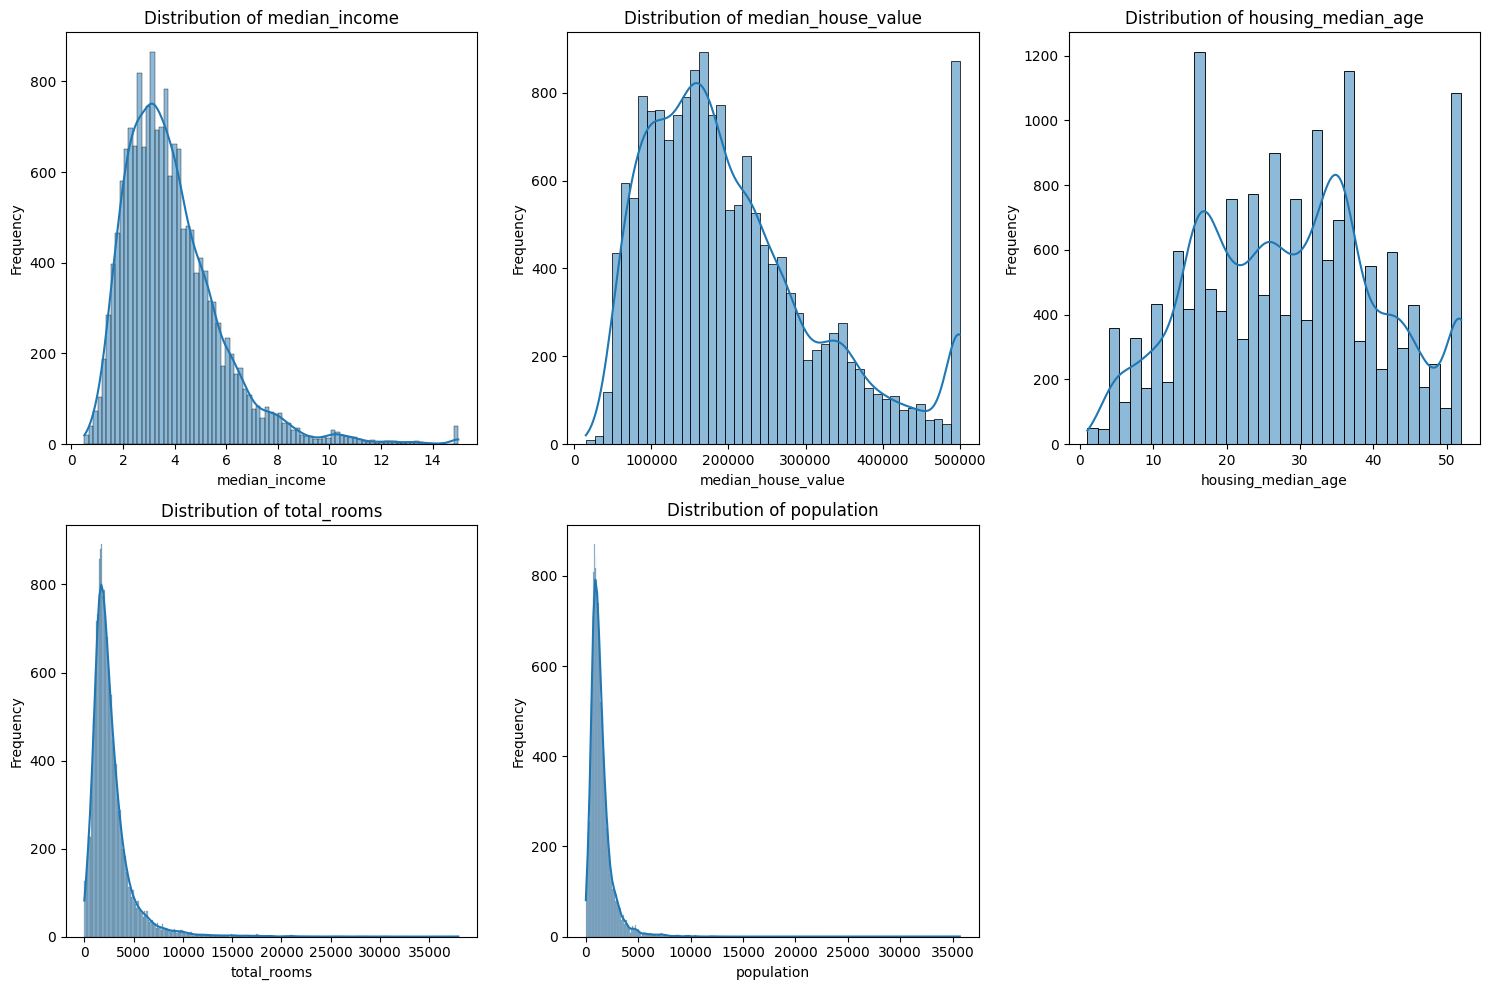 Distribution of median_income
Frequency
800
600
400
200
0
0 2 4 6 8 10 12 14
median_income
Distribution of median_house_value
Frequency
800
600
400
200
0
0 100000 200000 300000 400000 500000
median_house_value
Distribution of housing_median_age
Frequency
1200
1000
800
600
400
200
0
0 10 20 30 40 50
housing_median_age
Distribution of total_rooms
Frequency
800
600
400
200
0
0 5000 10000 15000 20000 25000 30000 35000
total_rooms
Distribution of population
Frequency
800
600
400
200
0
0 5000 10000 15000 20000 25000 30000 35000
population